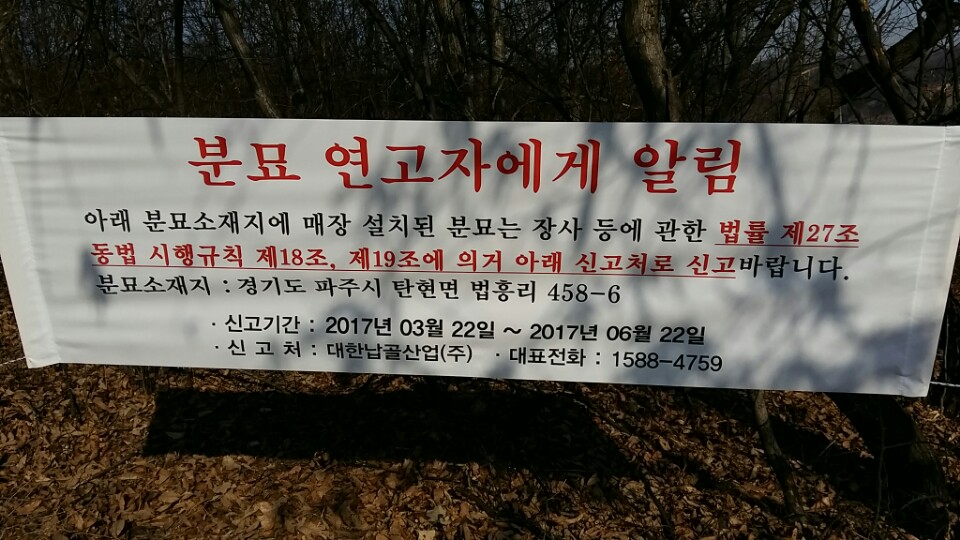 분묘 연고자에게 알림
아래 분묘소재지에 매장 설치된 분묘는 장사 등에 관한 법률 제27조
동법 시행규칙 제18조, 제19조에 의거 아래 신고처로 신고바랍니다.
분묘소재지 : 경기도 파주시 탄현면 법흥리 458-6
· 신고기간 : 2017년 03월 22일 ~ 2017년 06월 22일
· 신 고 처 : 대한납골산업(주) · 대표전화 : 1588-4759